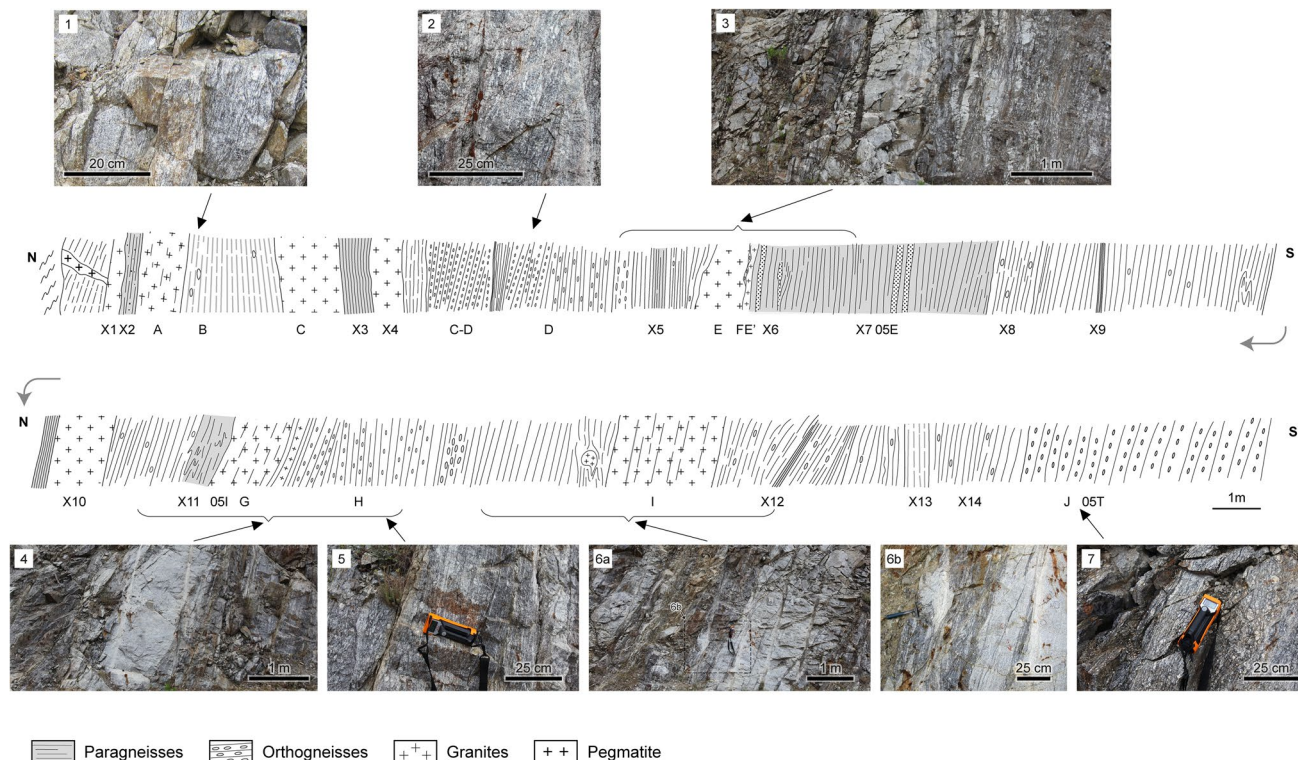 1
20 cm
2
25 cm
3
1 m
N
S
X1 X2 A B C X3 X4 C-D D X5 E FE' X6 X7 05E X8 X9
N
S
X10 X11 05I G H I X12 X13 X14 J 05T
1m
4
1 m
5
25 cm
6a
6b
1 m
6b
25 cm
7
25 cm
Paragneisses Orthogneisses Granites Pegmatite